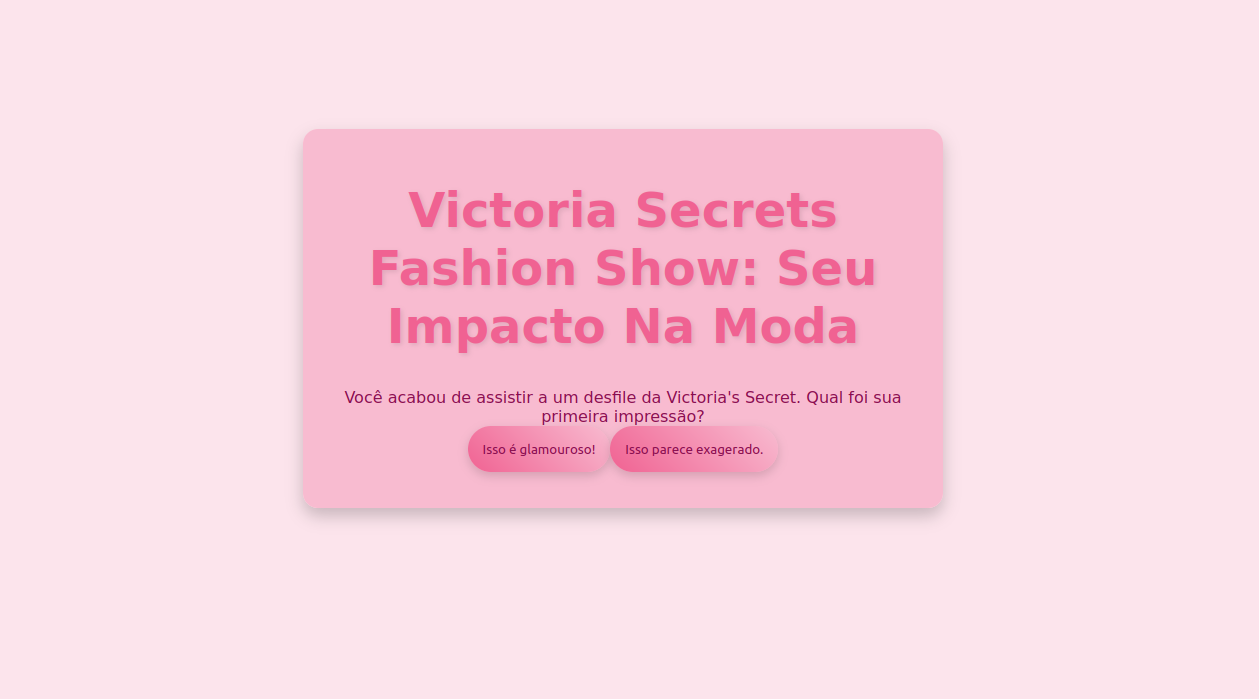 Victoria Secrets
Fashion Show: Seu
Impacto Na Moda
Você acabou de assistir a um desfile da Victoria's Secret. Qual foi sua
primeira impressão?
Isso é glamouroso! Isso parece exagerado.